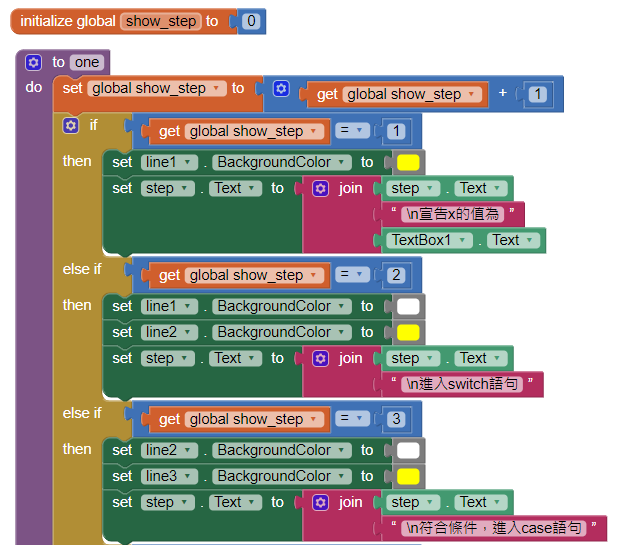 initialize global show_step to 0
to one
do set global show_step to get global show_step + 1
if get global show_step = 1
then set line1 . BackgroundColor to
set step . Text to join step . Text
“ \n宣告x的值為 ”
TextBox1 . Text
else if get global show_step = 2
then set line1 . BackgroundColor to
set line2 . BackgroundColor to
set step . Text to join step . Text
“ \n進入switch語句 ”
else if get global show_step = 3
then set line2 . BackgroundColor to
set line3 . BackgroundColor to
set step . Text to join step . Text
“ \n符合條件，進入case語句 ”